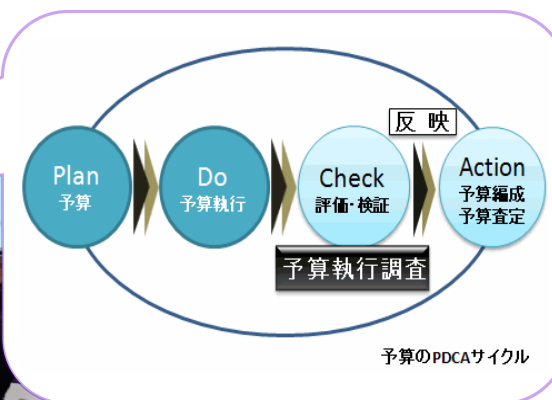 反 映
Plan
予算
Do
予算執行
Check
評価・検証
Action
予算編成
予算査定
予算執行調査
予算のPDCAサイクル